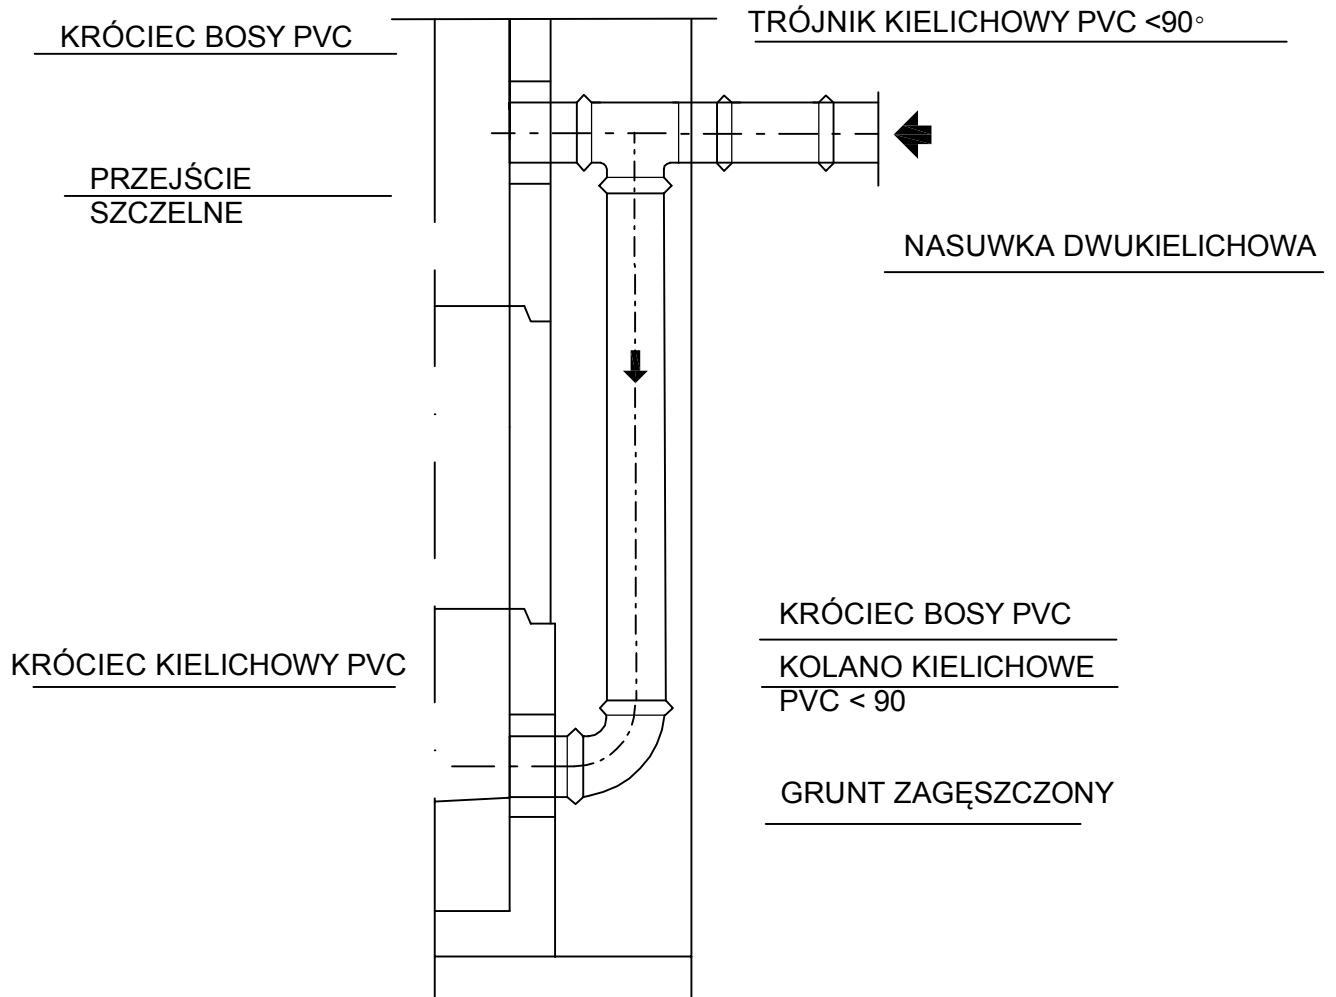 KRÓCIEC BOSY PVC
TRÓJNIK KIELICHOWY PVC <90°
PRZEJŚCIE
SZCZELNE
NASUWKA DWUKIELICHOWA
KRÓCIEC KIELICHOWY PVC
KRÓCIEC BOSY PVC
KOLANO KIELICHOWE
PVC < 90
GRUNT ZAGĘSZCZONY